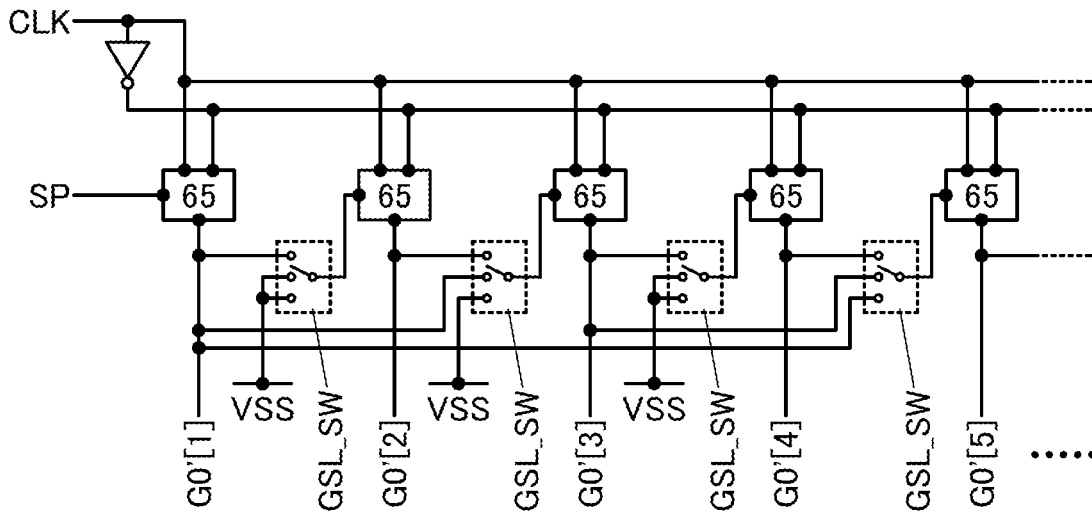 CLK
SP
65 65 65 65 65
VSS VSS VSS
G0'[1] GSL_SW G0'[2] GSL_SW G0'[3] GSL_SW G0'[4] GSL_SW G0'[5]